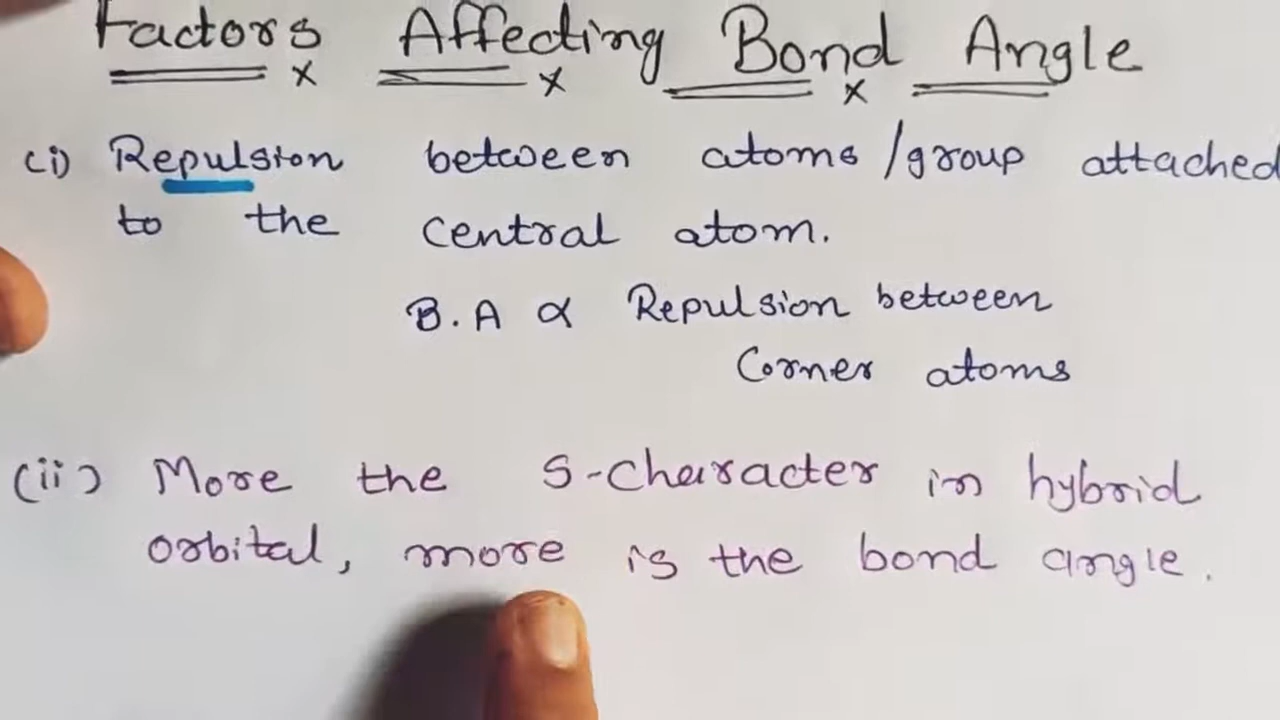 Factors Affecting Bond Angle
(i) Repulsion between atoms/group attached
to the central atom.
B.A ∝ Repulsion between
Corner atoms
(ii) More the S-character in hybrid
orbital, more is the bond angle.